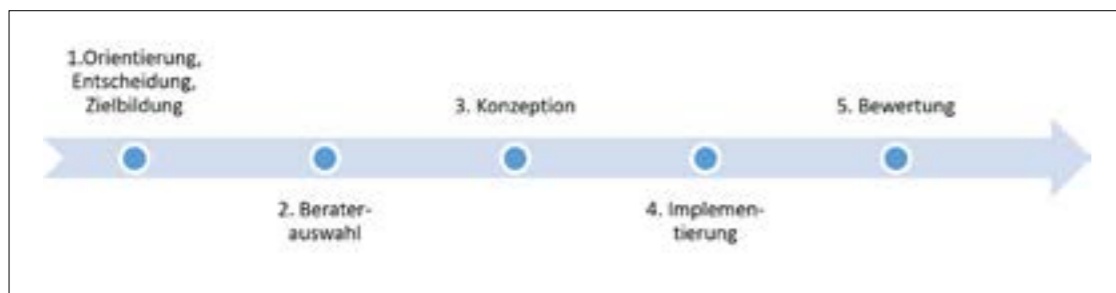 1.Orientierung,
Entscheidung,
Zielbildung
2. Berater-
auswahl
3. Konzeption
4. Implemen-
tierung
5. Bewertung